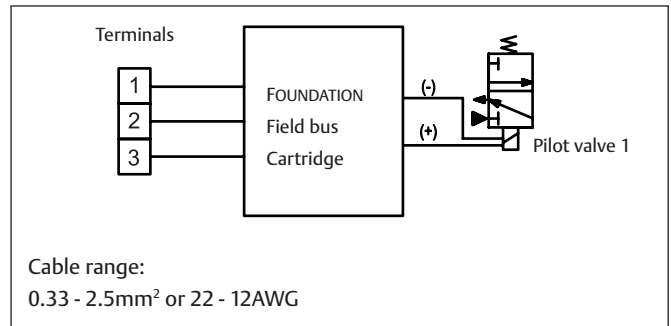 Terminals
1
2
3
FOUNDATION
Field bus
Cartridge
(-)
(+)
Pilot valve 1
Cable range:
0.33 - 2.5mm² or 22 - 12AWG